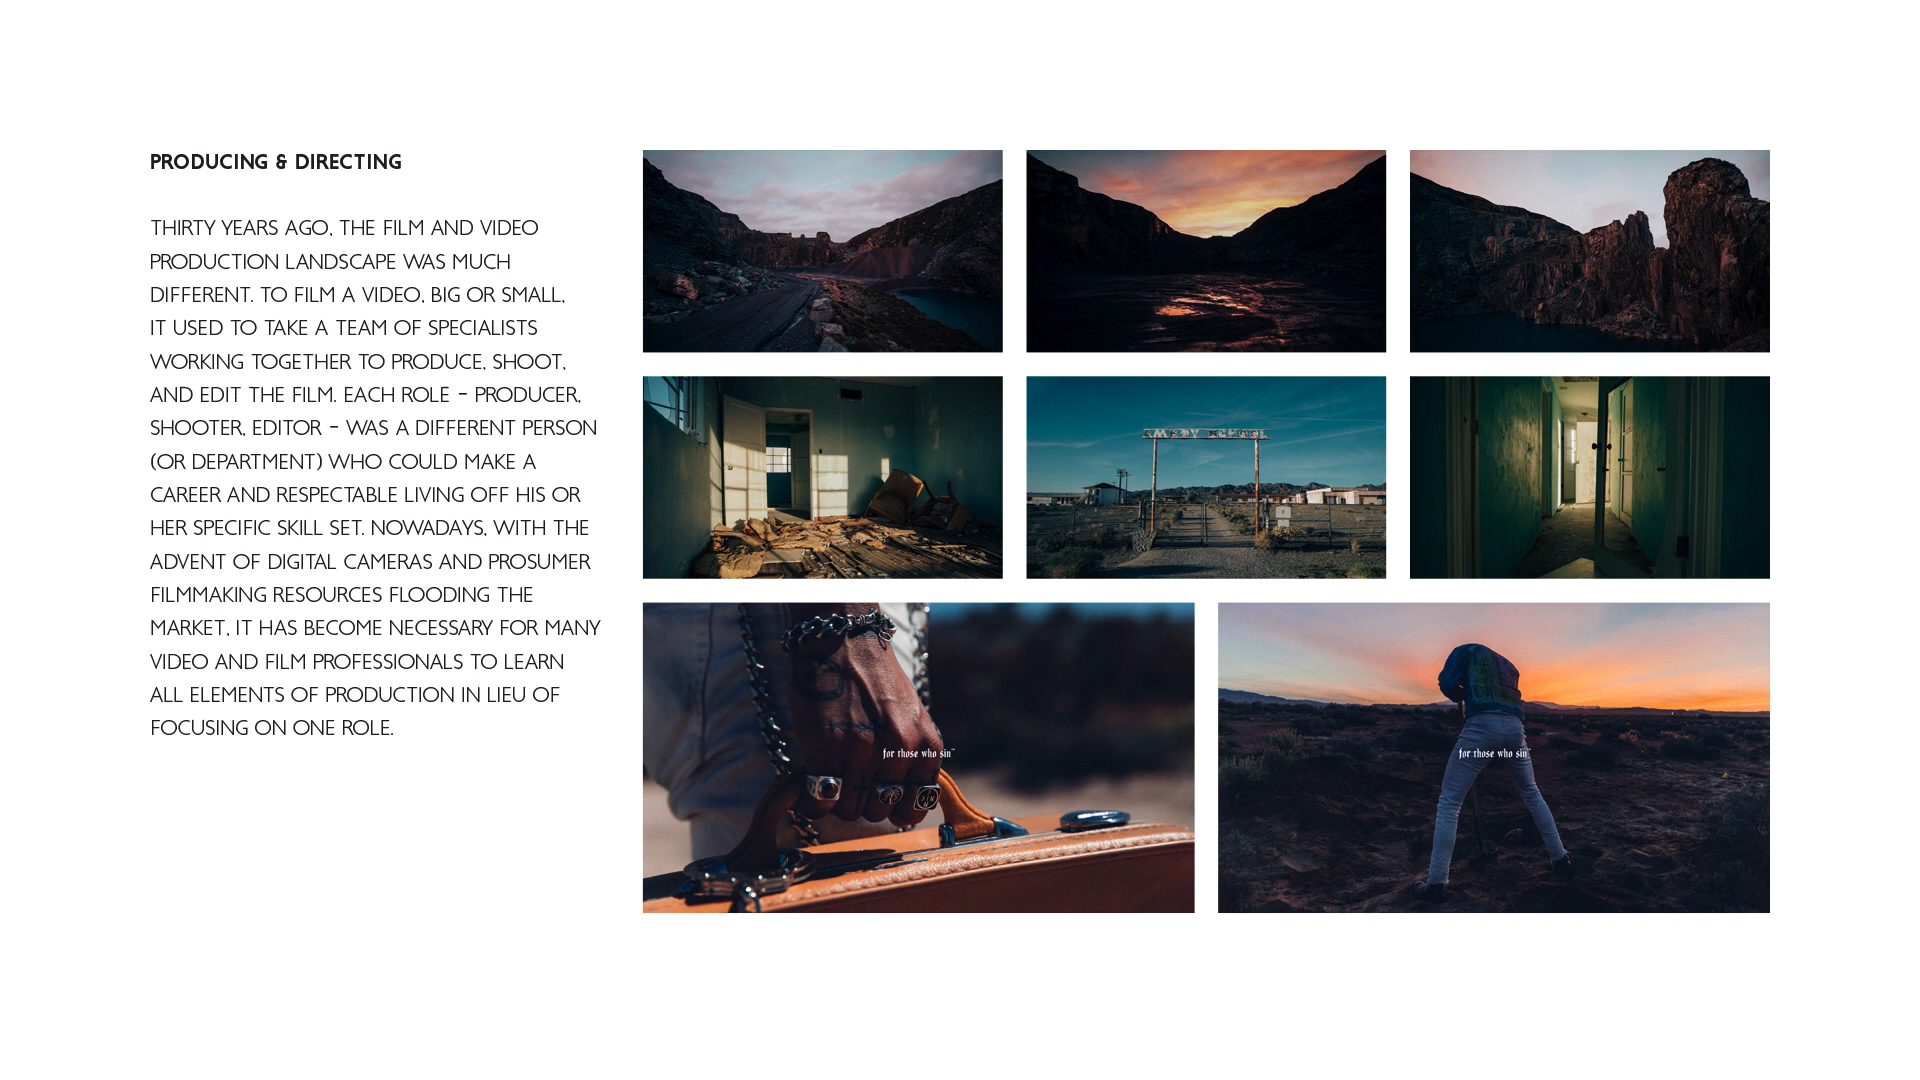 PRODUCING & DIRECTING
THIRTY YEARS AGO, THE FILM AND VIDEO
PRODUCTION LANDSCAPE WAS MUCH
DIFFERENT. TO FILM A VIDEO, BIG OR SMALL,
IT USED TO TAKE A TEAM OF SPECIALISTS
WORKING TOGETHER TO PRODUCE, SHOOT,
AND EDIT THE FILM. EACH ROLE - PRODUCER,
SHOOTER, EDITOR - WAS A DIFFERENT PERSON
(OR DEPARTMENT) WHO COULD MAKE A
CAREER AND RESPECTABLE LIVING OFF HIS OR
HER SPECIFIC SKILL SET. NOWADAYS, WITH THE
ADVENT OF DIGITAL CAMERAS AND PROSUMER
FILMMAKING RESOURCES FLOODING THE
MARKET, IT HAS BECOME NECESSARY FOR MANY
VIDEO AND FILM PROFESSIONALS TO LEARN
ALL ELEMENTS OF PRODUCTION IN LIEU OF
FOCUSING ON ONE ROLE.
for those who sin™
for those who sin™